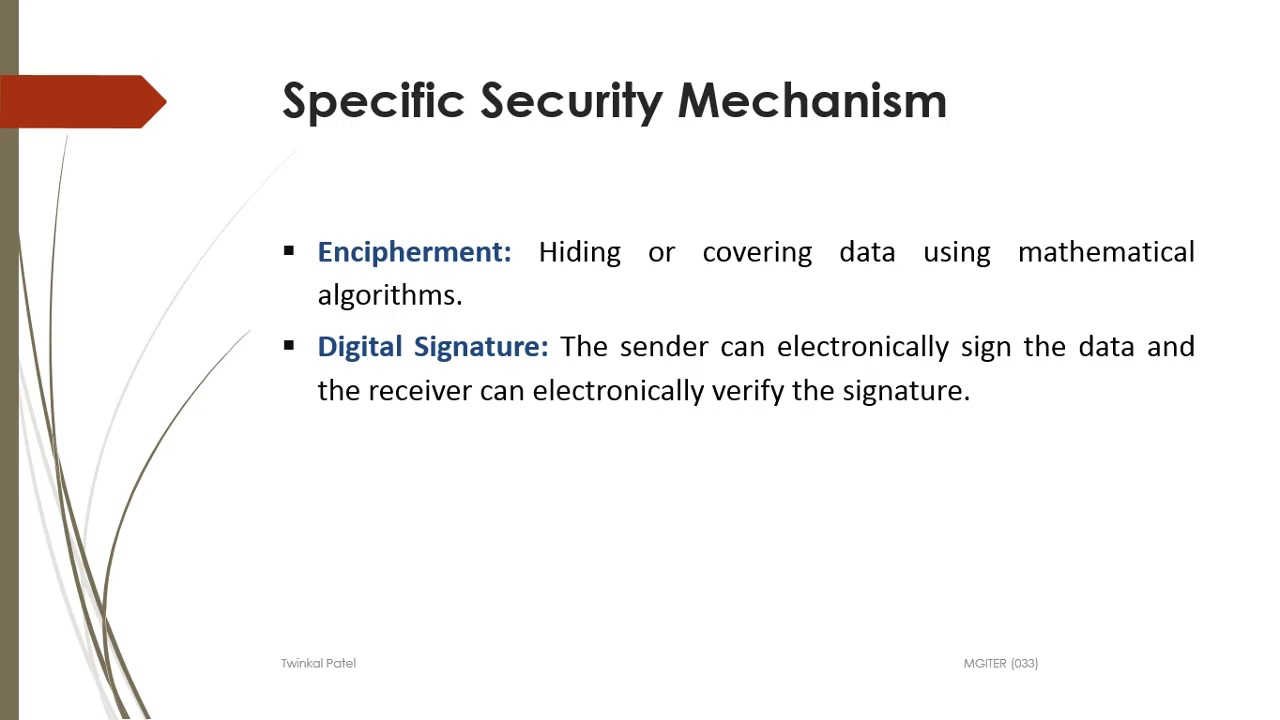 Specific Security Mechanism
▪ Encipherment: Hiding or covering data using mathematical
algorithms.
▪ Digital Signature: The sender can electronically sign the data and
the receiver can electronically verify the signature.
Twinkal Patel
MGITER (033)